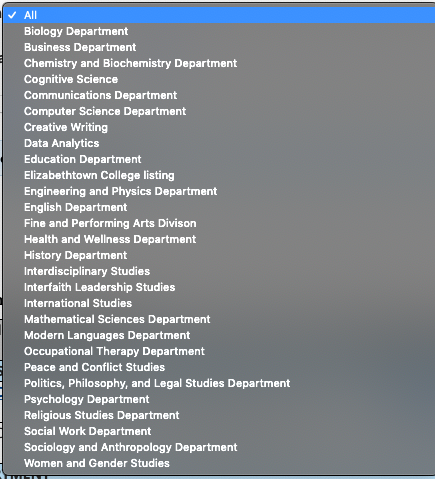 ✓ All
Biology Department
Business Department
Chemistry and Biochemistry Department
Cognitive Science
Communications Department
Computer Science Department
Creative Writing
Data Analytics
Education Department
Elizabethtown College listing
Engineering and Physics Department
English Department
Fine and Performing Arts Divison
Health and Wellness Department
History Department
Interdisciplinary Studies
Interfaith Leadership Studies
International Studies
Mathematical Sciences Department
Modern Languages Department
Occupational Therapy Department
Peace and Conflict Studies
Politics, Philosophy, and Legal Studies Department
Psychology Department
Religious Studies Department
Social Work Department
Sociology and Anthropology Department
Women and Gender Studies